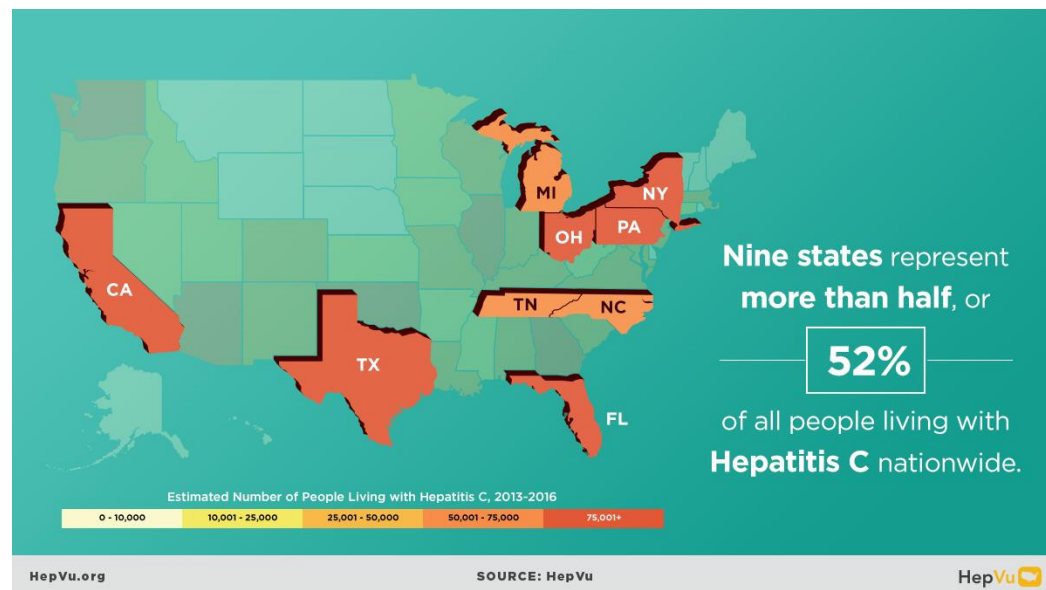 MI
NY
OH
PA
CA
TN
NC
TX
FL
Nine states represent
more than half, or
52%
of all people living with
Hepatitis C nationwide.
Estimated Number of People Living with Hepatitis C, 2013-2016
0 - 10,000 10,001 - 25,000 25,001 - 50,000 50,001 - 75,000 75,001+
HepVu.org SOURCE: HepVu HepVu